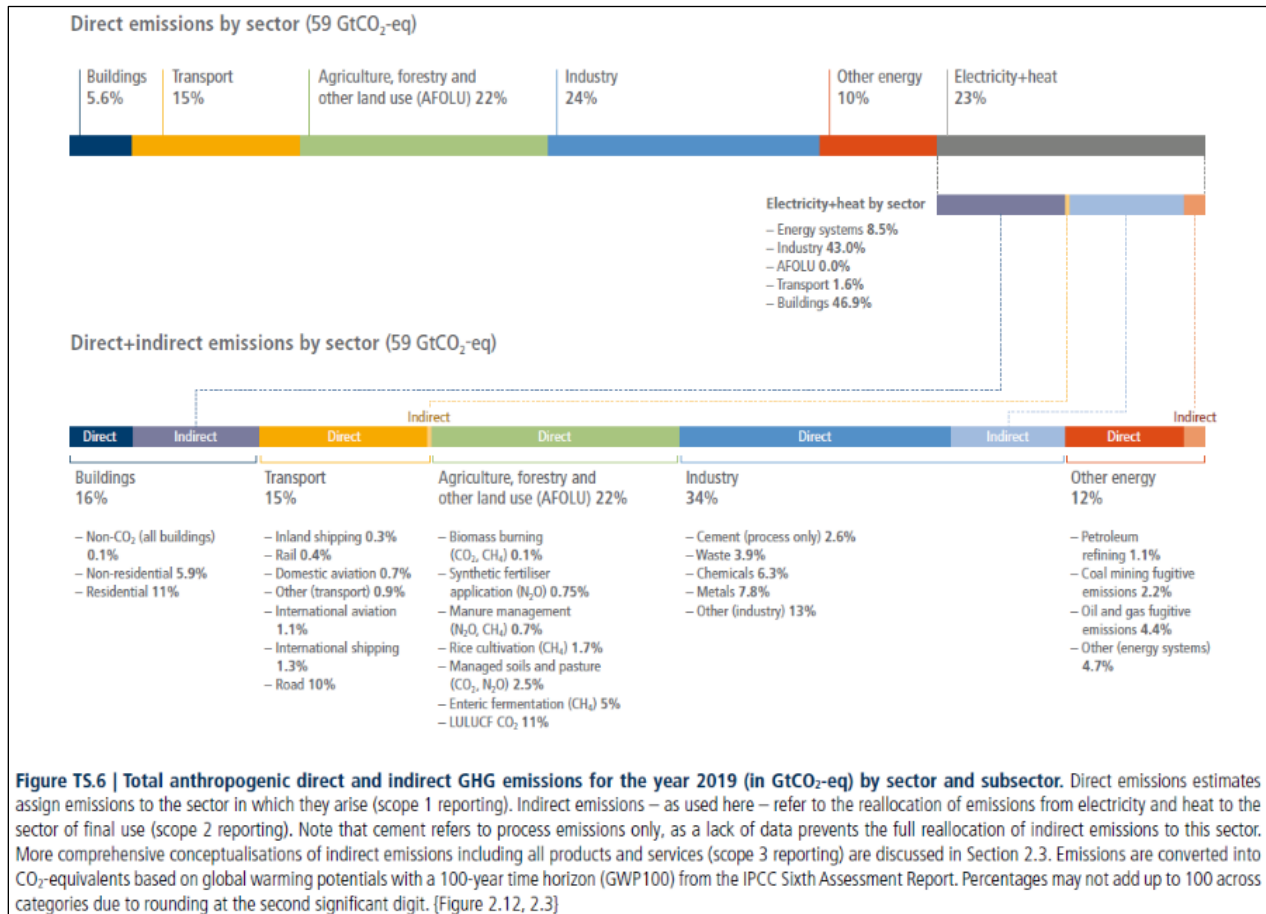 Direct emissions by sector (59 GtCO₂-eq)
Buildings
5.6%
Transport
15%
Agriculture, forestry and
other land use (AFOLU) 22%
Industry
24%
Other energy
10%
Electricity+heat
23%
Electricity+heat by sector
– Energy systems 8.5%
– Industry 43.0%
– AFOLU 0.0%
– Transport 1.6%
– Buildings 46.9%
Direct+indirect emissions by sector (59 GtCO₂-eq)
Indirect
Indirect
Direct
Indirect
Direct
Direct
Direct
Indirect
Direct
Buildings
16%
– Non-CO₂ (all buildings)
0.1%
– Non-residential 5.9%
– Residential 11%
Transport
15%
– Inland shipping 0.3%
– Rail 0.4%
– Domestic aviation 0.7%
– Other (transport) 0.9%
– International aviation
1.1%
– International shipping
1.3%
– Road 10%
Agriculture, forestry and
other land use (AFOLU) 22%
– Biomass burning
(CO₂, CH₄) 0.1%
– Synthetic fertiliser
application (N₂O) 0.75%
– Manure management
(N₂O, CH₄) 0.7%
– Rice cultivation (CH₄) 1.7%
– Managed soils and pasture
(CO₂, N₂O) 2.5%
– Enteric fermentation (CH₄) 5%
– LULUCF CO₂ 11%
Industry
34%
– Cement (process only) 2.6%
– Waste 3.9%
– Chemicals 6.3%
– Metals 7.8%
– Other (industry) 13%
Other energy
12%
– Petroleum
refining 1.1%
– Coal mining fugitive
emissions 2.2%
– Oil and gas fugitive
emissions 4.4%
– Other (energy systems)
4.7%
Figure TS.6 | Total anthropogenic direct and indirect GHG emissions for the year 2019 (in GtCO₂-eq) by sector and subsector. Direct emissions estimates
assign emissions to the sector in which they arise (scope 1 reporting). Indirect emissions – as used here – refer to the reallocation of emissions from electricity and heat to the
sector of final use (scope 2 reporting). Note that cement refers to process emissions only, as a lack of data prevents the full reallocation of indirect emissions to this sector.
More comprehensive conceptualisations of indirect emissions including all products and services (scope 3 reporting) are discussed in Section 2.3. Emissions are converted into
CO₂-equivalents based on global warming potentials with a 100-year time horizon (GWP100) from the IPCC Sixth Assessment Report. Percentages may not add up to 100 across
categories due to rounding at the second significant digit. {Figure 2.12, 2.3}